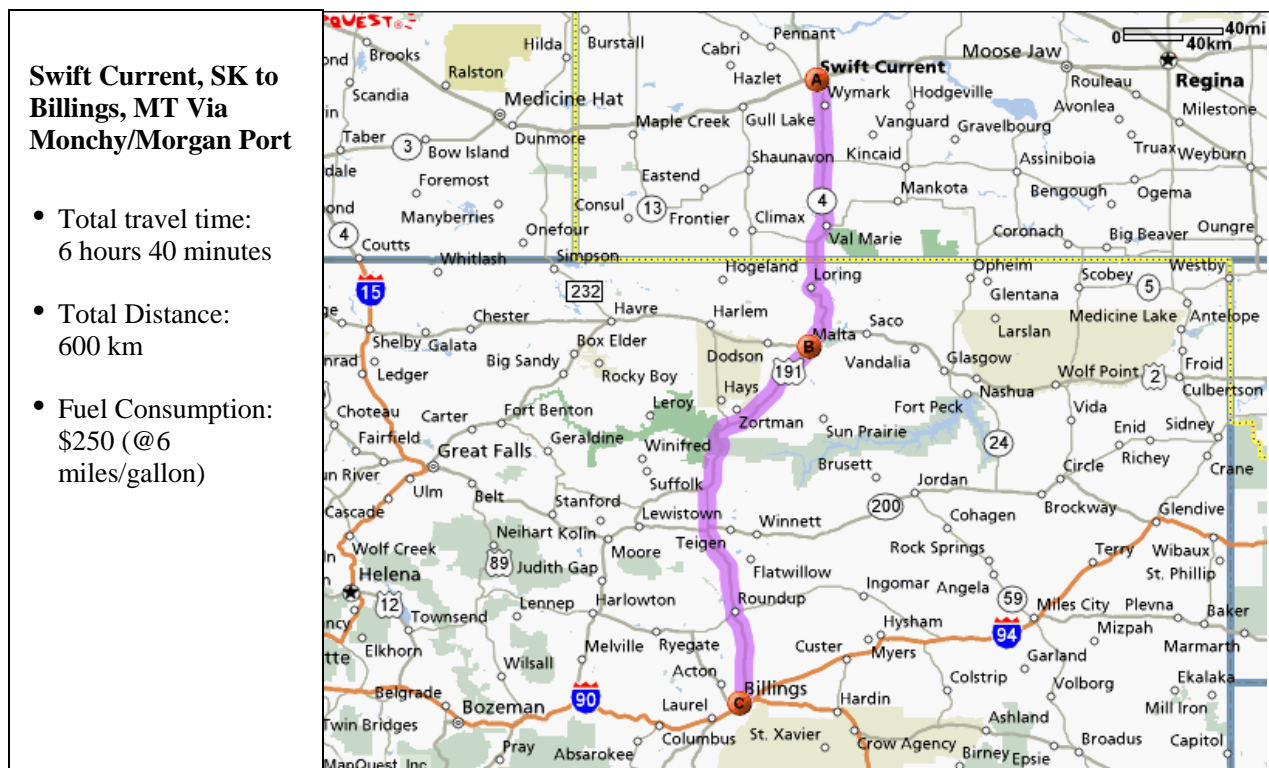 Swift Current, SK to
Billings, MT Via
Monchy/Morgan Port
• Total travel time:
6 hours 40 minutes
• Total Distance:
600 km
• Fuel Consumption:
$250 (@6
miles/gallon)
QUEST.
0 40mi
40km
Brooks
Hilda
Burstall
Cabri
Pennant
Moose Jaw
Ralston
Hazlet
A
Swift Current
Rouleau
Regina
Scandia
Medicine Hat
Wymark
Hodgeville
Avonlea
Milestone
Taber
Dunmore
Maple Creek
Gull Lake
Vanguard
Gravelbourg
3
Bow Island
Shaunavon
Kincaid
Assiniboia
Truax
Weyburn
Foremost
Eastend
Mankota
Bengough
Ogema
Manyberries
Consul
13
Frontier
Climax
4
4
Onefour
Val Marie
Coronach
Big Beaver
Oungre
Coutts
Whitlash
Simpson
Hogeland
Loring
Opheim
Scobey
Westby
15
232
Glentana
5
Chester
Havre
Harlem
Larslan
Medicine Lake
Antelope
Shelby
Galata
Box Elder
Dodson
B
Malta
Saco
Vandalia
Froid
Ledger
Big Sandy
Rocky Boy
191
Glasgow
Wolf Point
2
Culbertson
Hays
Nashua
Choteau
Carter
Fort Benton
Leroy
Zortman
Fort Peck
Vida
Fairfield
Geraldine
Winifred
Sun Prairie
24
Enid
Sidney
Great Falls
Richey
un River
Suffolk
Brusett
Circle
Crane
Ulm
Belt
Stanford
Jordan
Cascade
Lewistown
Winnett
200
Brockway
Glendive
Neihart
Kolin
Teigen
Cohagen
Wolf Creek
Moore
Rock Springs
Terry
Wibaux
Helena
89
Judith Gap
Flatwillow
St. Phillip
12
Ingomar
Angela
Townsend
Lennep
Harlowton
Roundup
59
Miles City
Plevna
Baker
Elkhorn
Melville
Ryegate
Custer
Hysham
94
Mizpah
Marmarth
tte
Wilsall
Acton
Myers
Garland
Belgrade
Billings
Colstrip
Volborg
Ekalaka
Bozeman
90
Laurel
C
Hardin
Mill Iron
Twin Bridges
Columbus
St. Xavier
Ashland
Pray
Absarokee
Crow Agency
Broadus
Capitol
MapQuest, Inc
Birney
Epsie